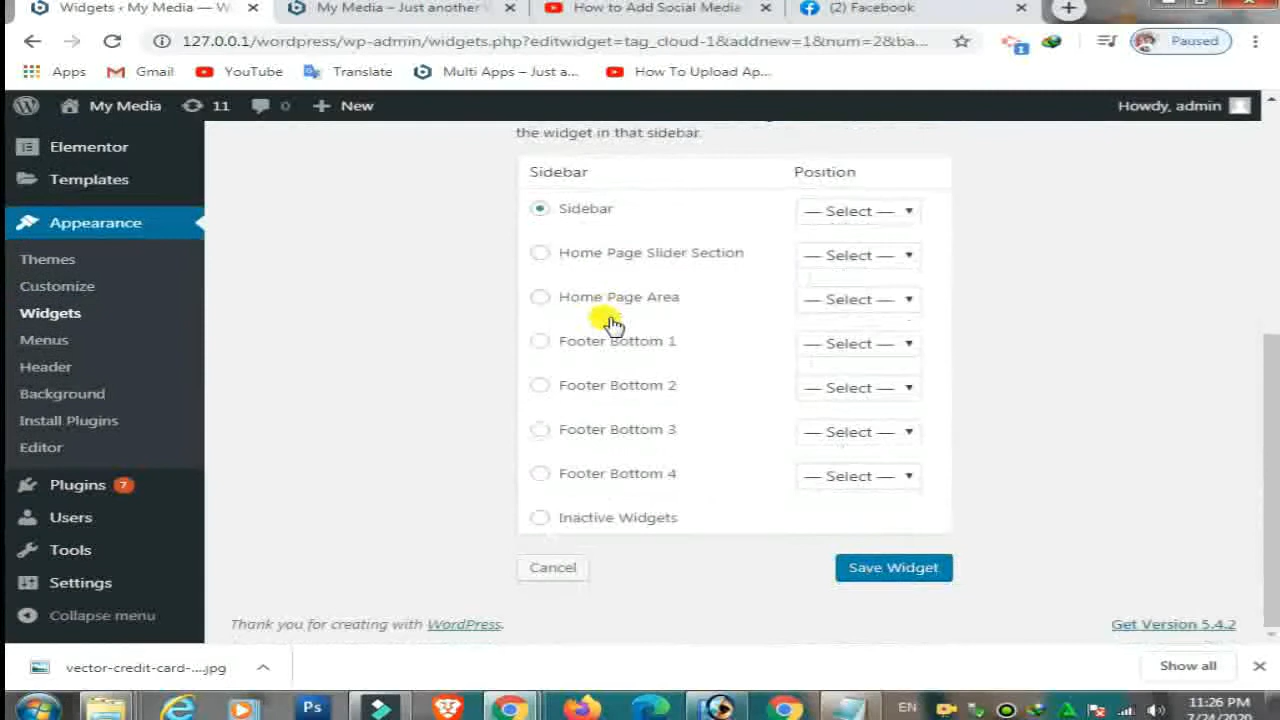 Widgets ‹ My Media — W
My Media – Just another
How to Add Social Media
(2) Facebook
127.0.0.1/wordpress/wp-admin/widgets.php?editwidget=tag_cloud-1&addnew=1&num=2&ba...
Paused
Apps
Gmail
YouTube
Translate
Multi Apps – Just a...
How To Upload Ap...
My Media
11
0
New
Howdy, admin
Elementor
Templates
Appearance
Themes
Customize
Widgets
Menus
Header
Background
Install Plugins
Editor
Plugins 7
Users
Tools
Settings
Collapse menu
the widget in that sidebar.
Sidebar Position
Sidebar — Select —
Home Page Slider Section — Select —
Home Page Area — Select —
Footer Bottom 1 — Select —
Footer Bottom 2 — Select —
Footer Bottom 3 — Select —
Footer Bottom 4 — Select —
Inactive Widgets
Cancel
Save Widget
Thank you for creating with WordPress.
Get Version 5.4.2
vector-credit-card-....jpg
Show all
Ps
EN
11:26 PM
7/24/2020